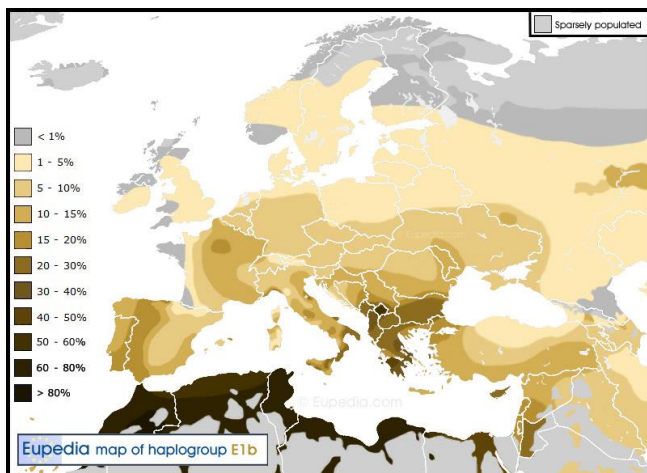 Sparsely populated
< 1%
1 - 5%
5 - 10%
10 - 15%
15 - 20%
20 - 30%
30 - 40%
40 - 50%
50 - 60%
60 - 80%
> 80%
© Eupedia.com
Eupedia map of haplogroup E1b